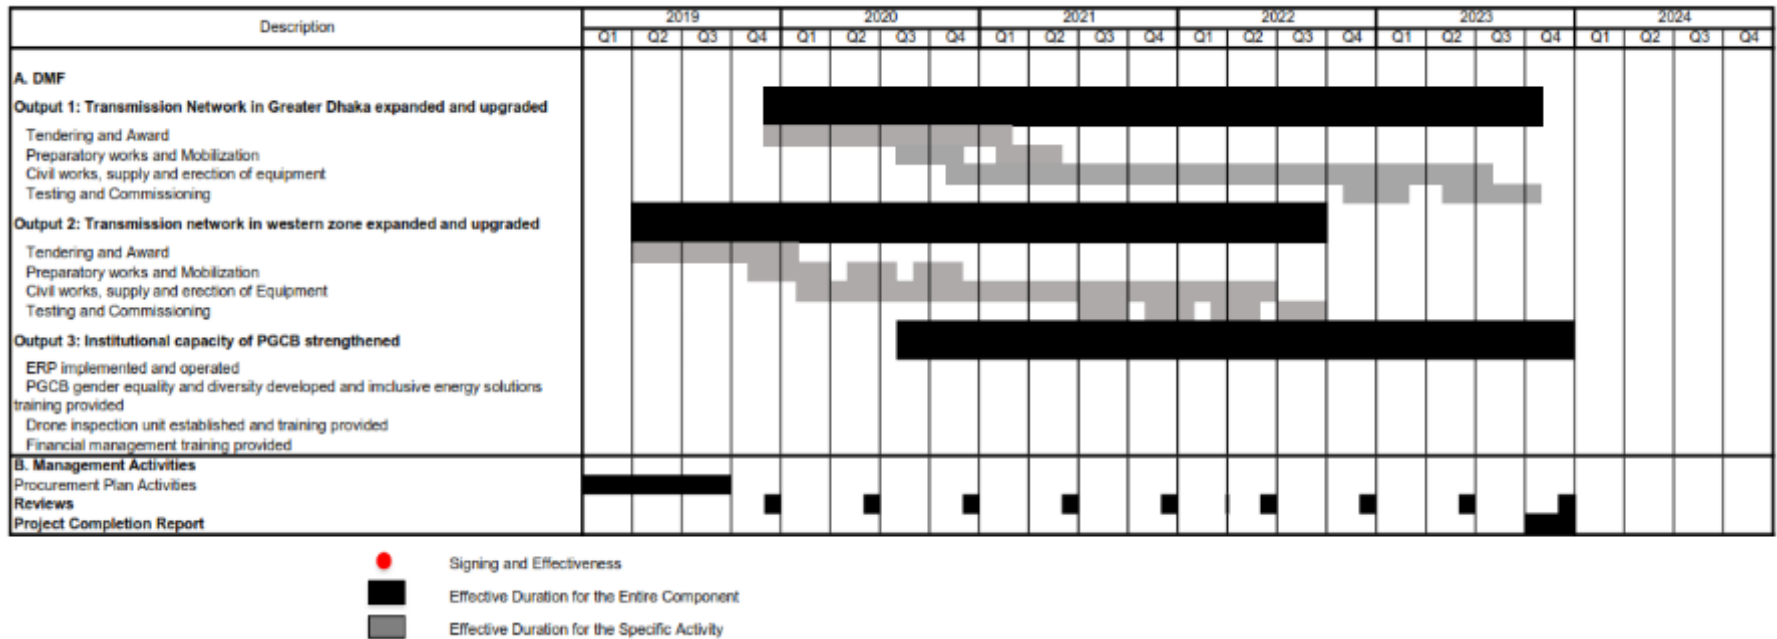 Description 2019 2020 2021 2022 2023 2024
Q1 Q2 Q3 Q4 Q1 Q2 Q3 Q4 Q1 Q2 Q3 Q4 Q1 Q2 Q3 Q4 Q1 Q2 Q3 Q4 Q1 Q2 Q3 Q4
A. DMF
Output 1: Transmission Network in Greater Dhaka expanded and upgraded
Tendering and Award
Preparatory works and Mobilization
Civil works, supply and erection of equipment
Testing and Commissioning
Output 2: Transmission network in western zone expanded and upgraded
Tendering and Award
Preparatory works and Mobilization
Civil works, supply and erection of Equipment
Testing and Commissioning
Output 3: Institutional capacity of PGCB strengthened
ERP implemented and operated
PGCB gender equality and diversity developed and imclusive energy solutions
training provided
Drone inspection unit established and training provided
Financial management training provided
B. Management Activities
Procurement Plan Activities
Reviews
Project Completion Report
Signing and Effectiveness
Effective Duration for the Entire Component
Effective Duration for the Specific Activity